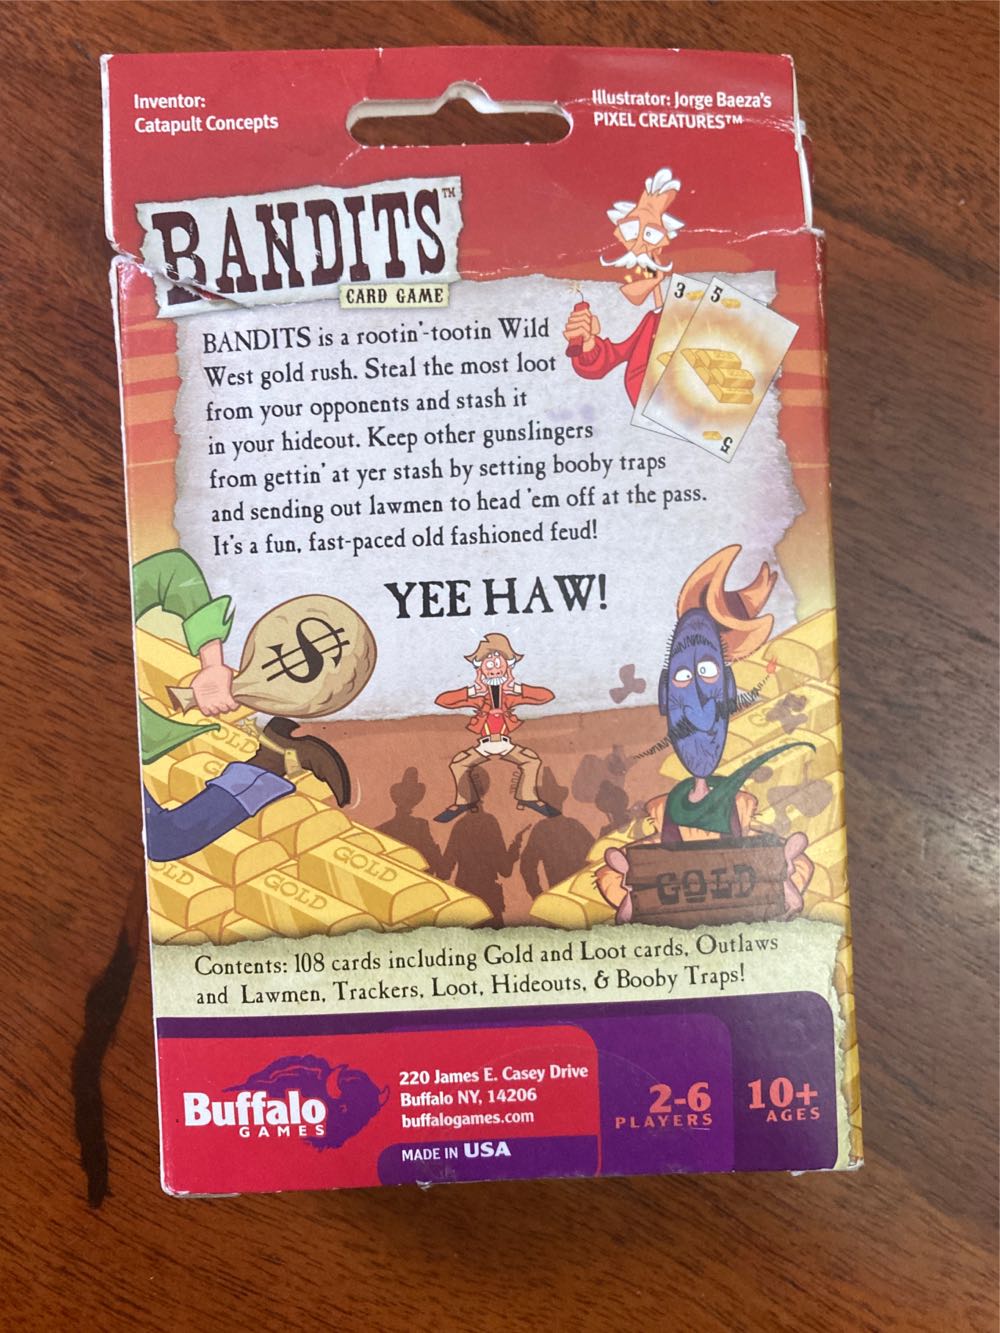 Inventor:
Catapult Concepts
Illustrator: Jorge Baeza's
PIXEL CREATURES™
BANDITS™
CARD GAME
3
5
5
BANDITS is a rootin'-tootin Wild
West gold rush. Steal the most loot
from your opponents and stash it
in your hideout. Keep other gunslingers
from gettin' at yer stash by setting booby traps
and sending out lawmen to head 'em off at the pass.
It's a fun, fast-paced old fashioned feud!
YEE HAW!
$
GOLD
GOLD
GOLD
OLD
GOLD
GOLD
Contents: 108 cards including Gold and Loot cards, Outlaws
and Lawmen, Trackers, Loot, Hideouts, & Booby Traps!
Buffalo
GAMES
220 James E. Casey Drive
Buffalo NY, 14206
buffalogames.com
MADE IN USA
2-6
PLAYERS
10+
AGES